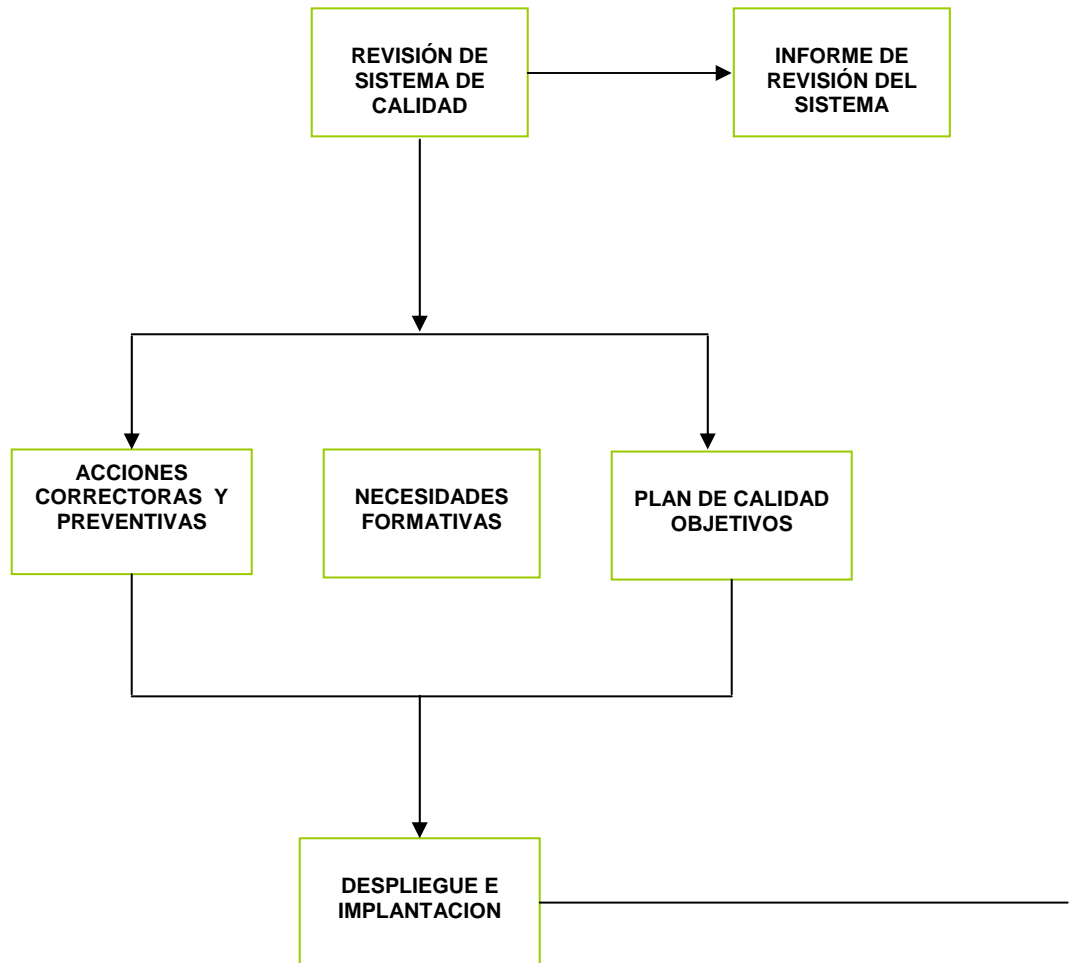 REVISIÓN DE
SISTEMA DE
CALIDAD
INFORME DE
REVISIÓN DEL
SISTEMA
ACCIONES
CORRECTORAS Y
PREVENTIVAS
NECESIDADES
FORMATIVAS
PLAN DE CALIDAD
OBJETIVOS
DESPLIEGUE E
IMPLANTACION